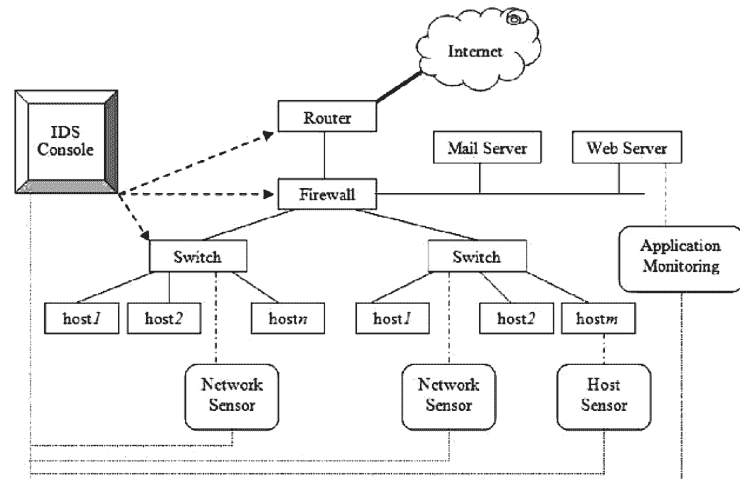 Internet
IDS
Console
Router
Mail Server
Web Server
Firewall
Switch
Switch
Application
Monitoring
host1
host2
hostn
host1
host2
hostm
Network
Sensor
Network
Sensor
Host
Sensor